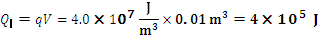 Q₁ = qV = 4.0 × 10⁷ J/m³ × 0.01 m³ = 4 × 10⁵ J